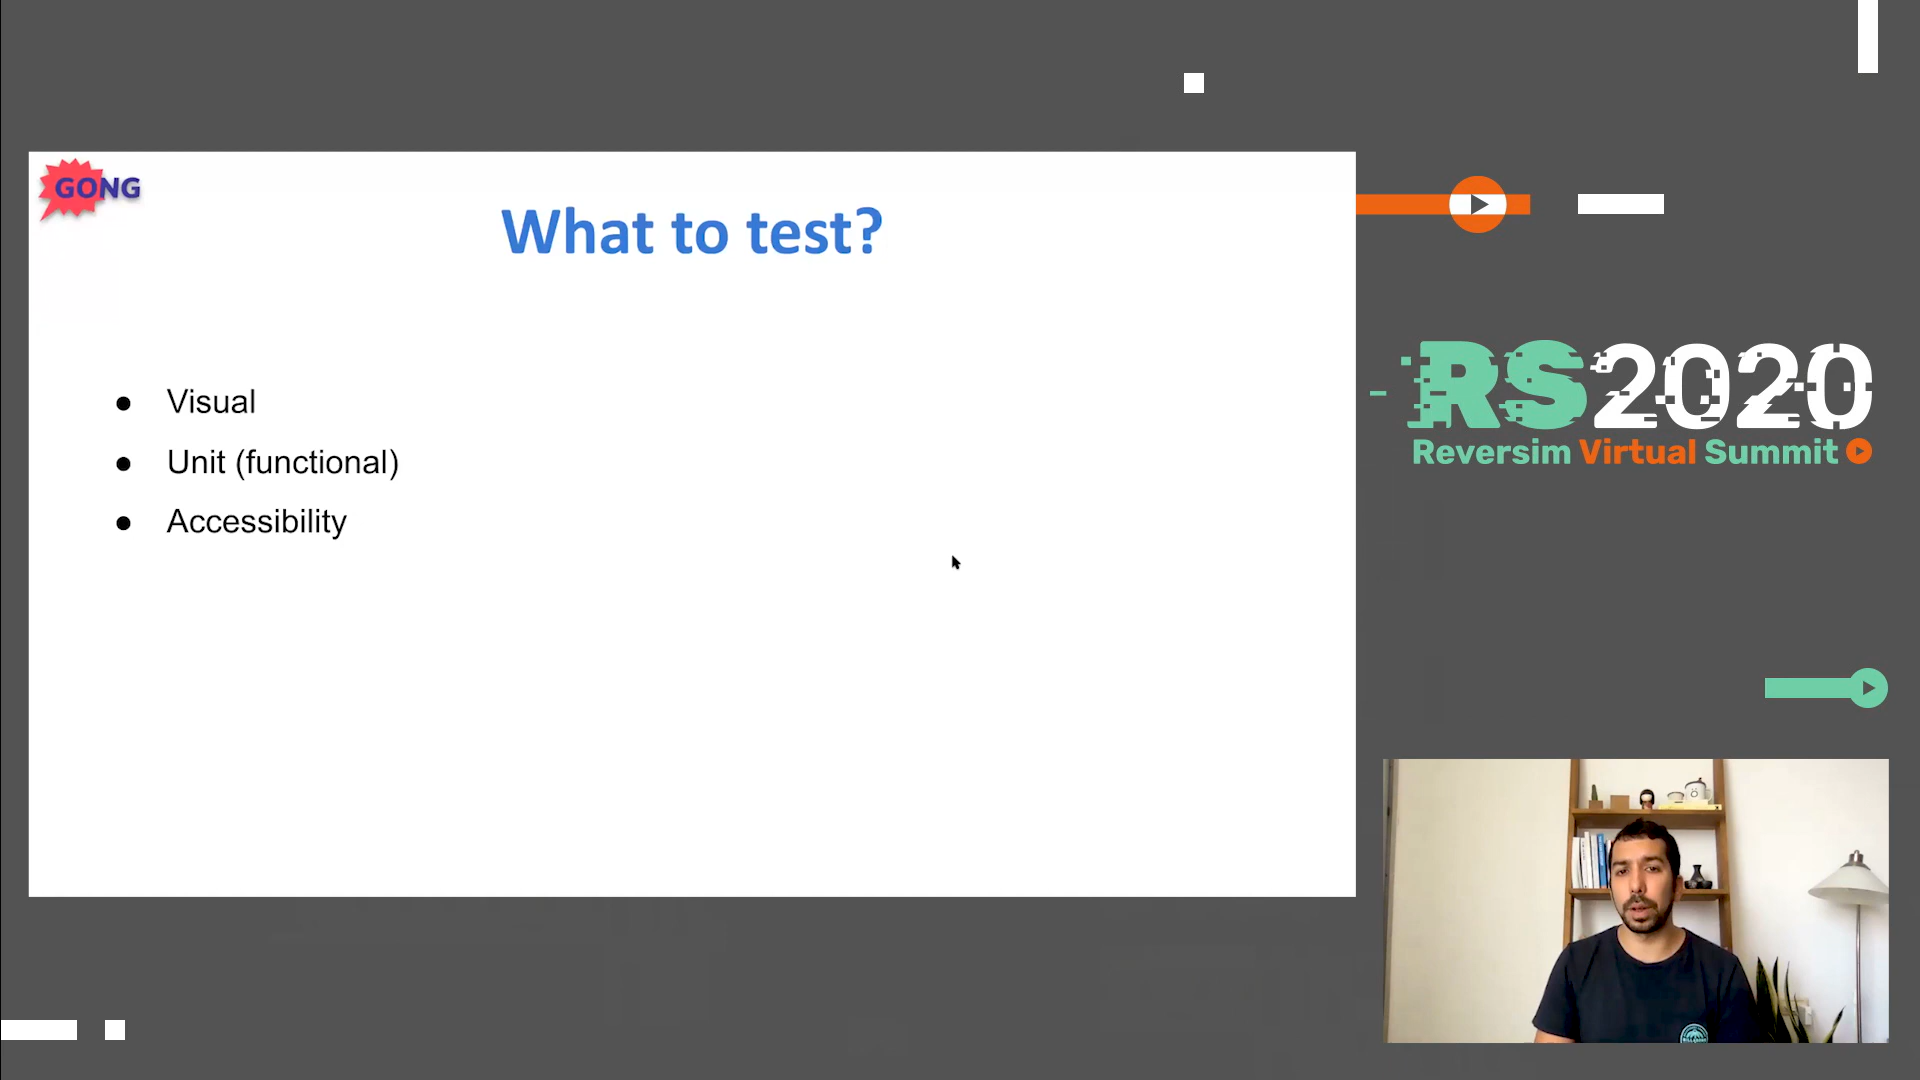 GONG
What to test?
Visual
Unit (functional)
Accessibility
RS2020
Reversim Virtual Summit